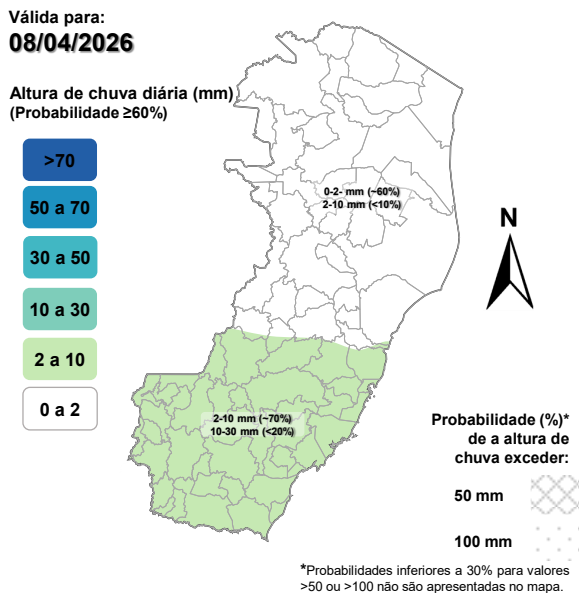 Válida para:
08/04/2026
Altura de chuva diária (mm)
(Probabilidade ≥60%)
>70
50 a 70
30 a 50
10 a 30
2 a 10
0 a 2
0-2- mm (~60%)
2-10 mm (<10%)
N
2-10 mm (~70%)
10-30 mm (<20%)
Probabilidade (%)*
de a altura de
chuva exceder:
50 mm
100 mm
*Probabilidades inferiores a 30% para valores
>50 ou >100 não são apresentadas no mapa.